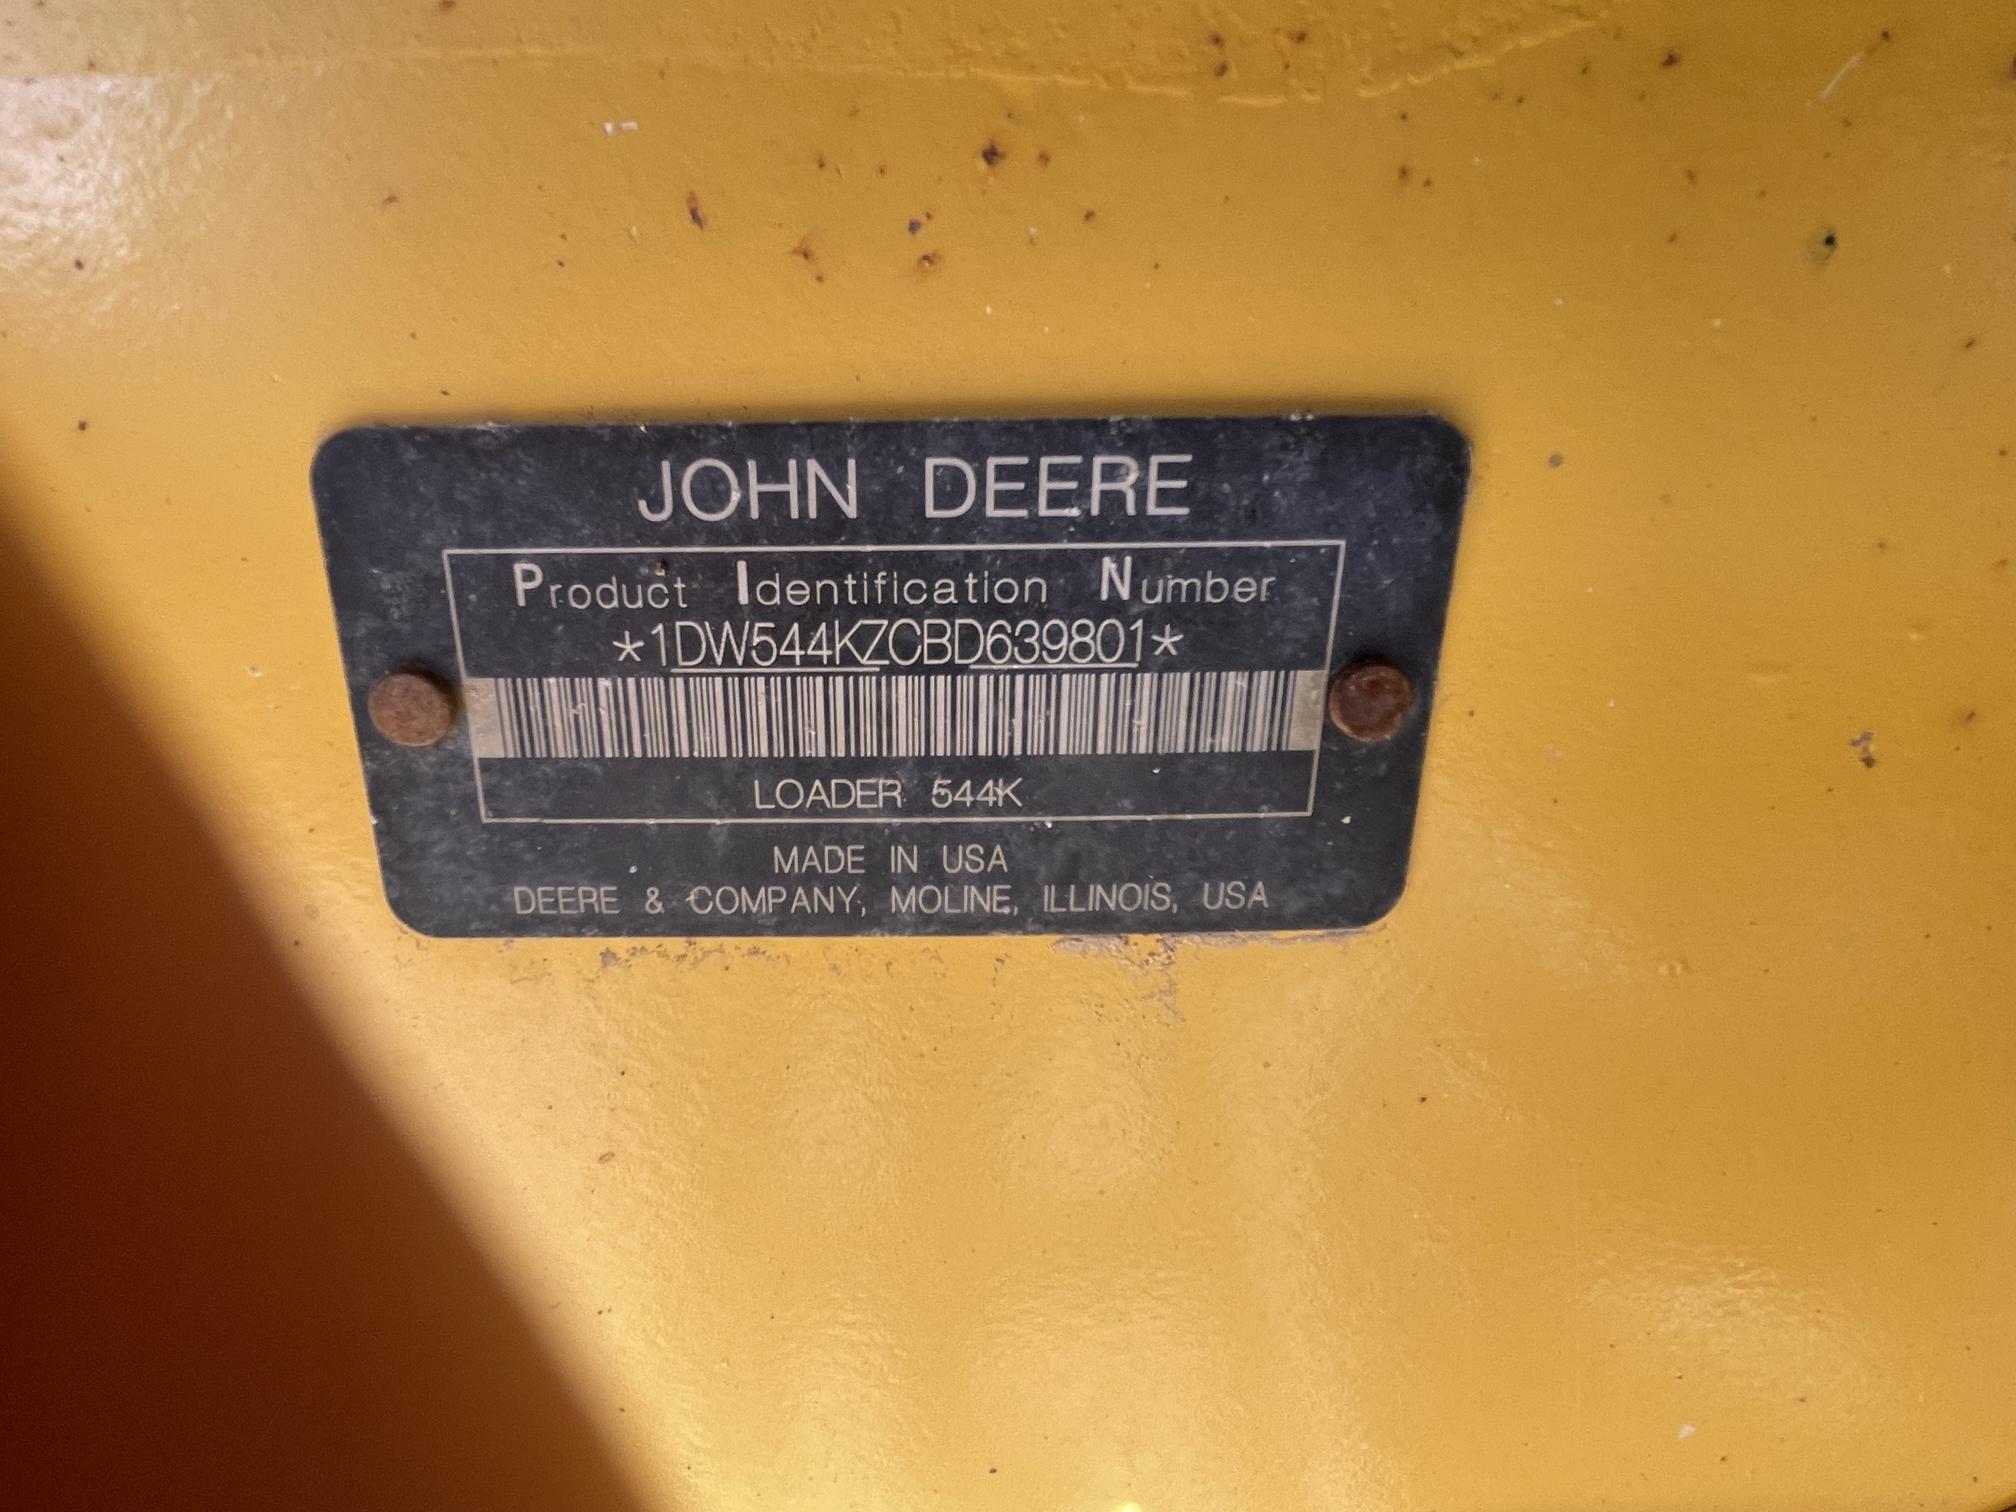 JOHN DEERE
Product Identification Number
*1DW544KZCBD639801*
LOADER 544K
MADE IN USA
DEERE & COMPANY, MOLINE, ILLINOIS, USA